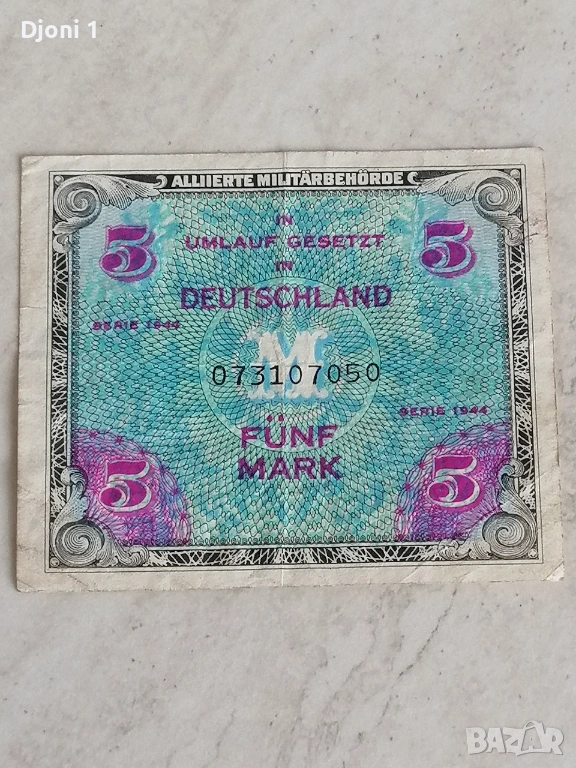 Djoni 1
ALLIIERTE MILITÄRBEHÖRDE
5 IN 5
UMLAUF GESETZT
IN
DEUTSCHLAND
SERIE 1944
M
073107050
SERIE 1944
FÜNF
MARK
5 5
BAZAR